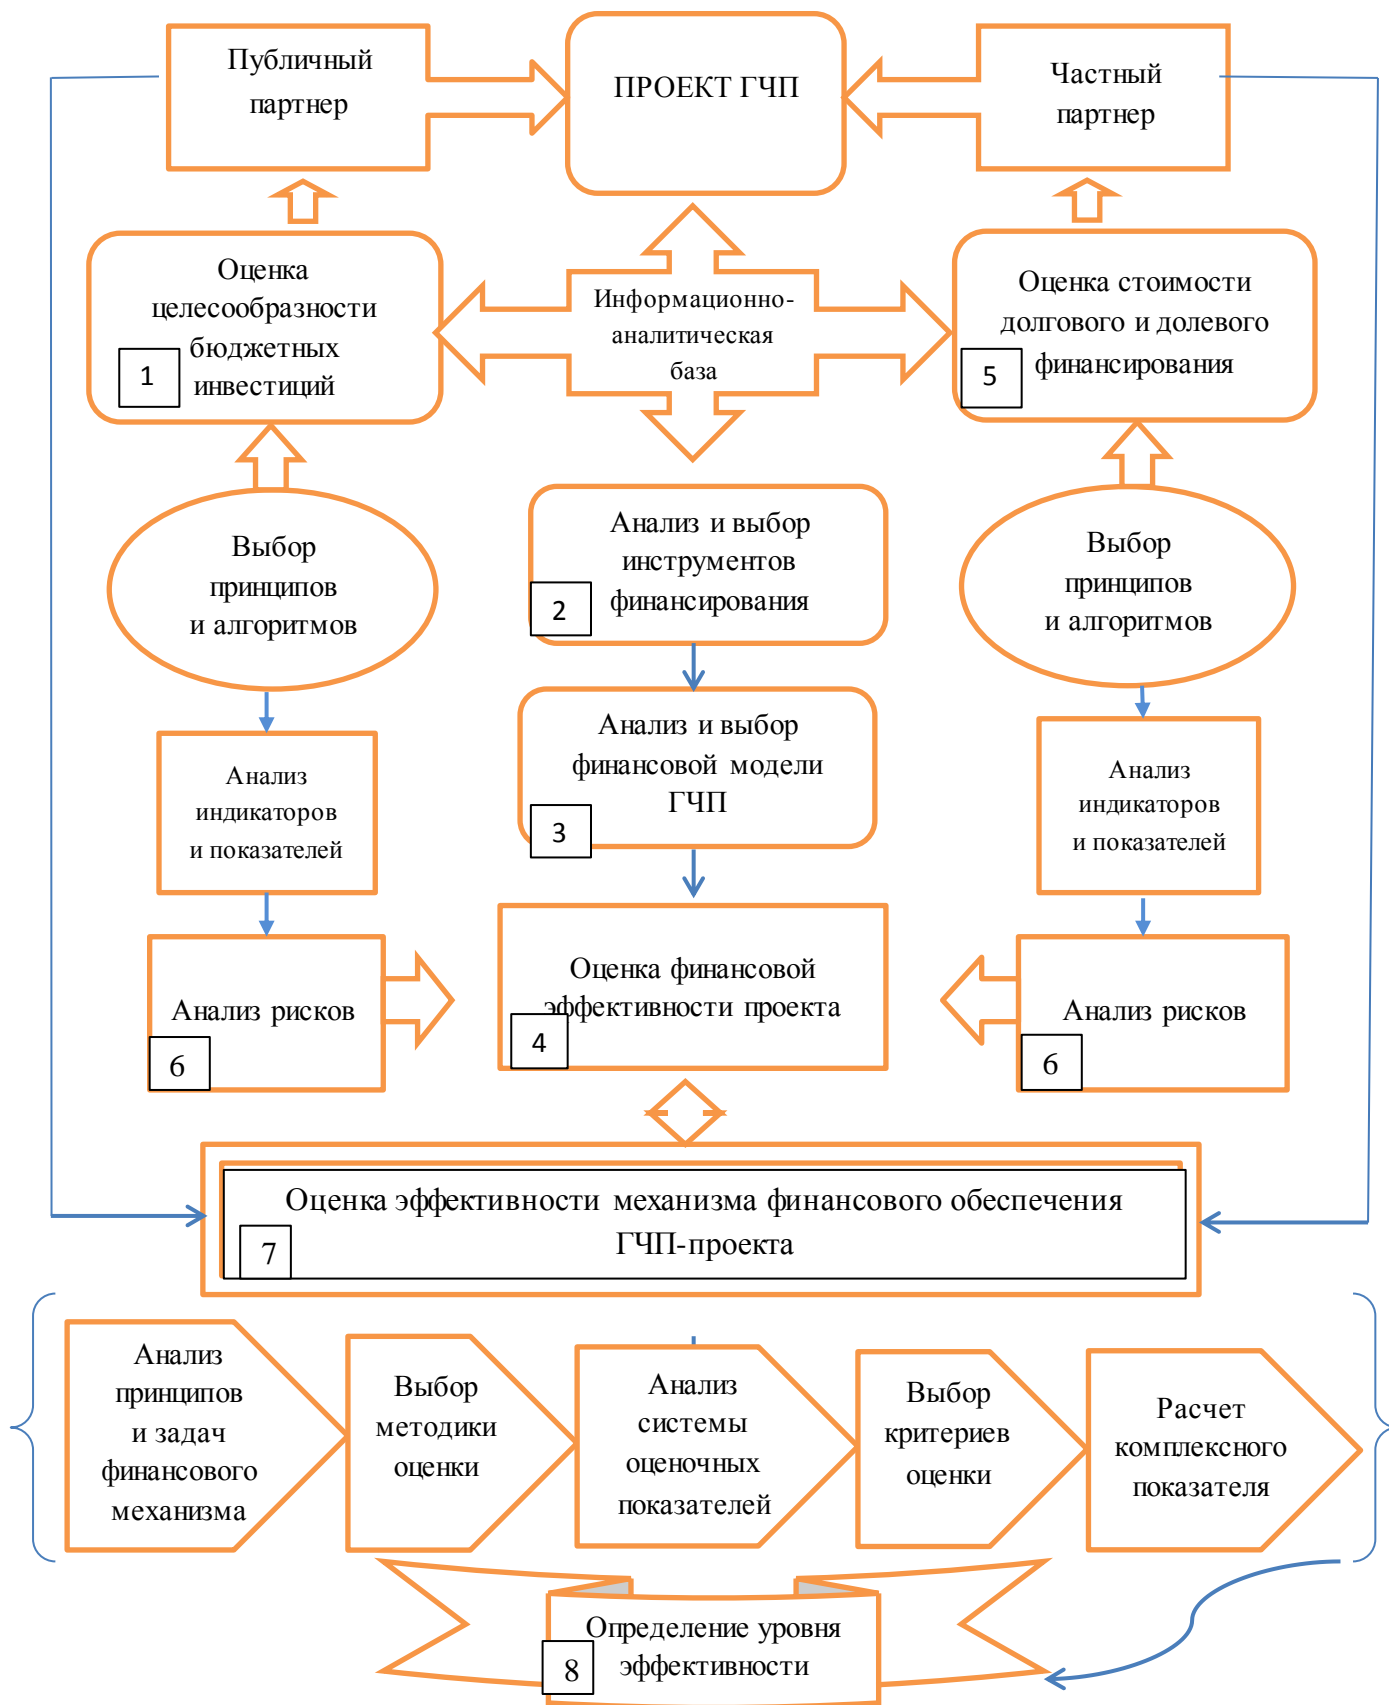 Публичный
партнер
ПРОЕКТ ГЧП
Частный
партнер
Оценка
целесообразности
бюджетных
инвестиций
1
Информационно-
аналитическая
база
Оценка стоимости
долгового и долевого
финансирования
5
Выбор
принципов
и алгоритмов
Анализ и выбор
инструментов
финансирования
2
Выбор
принципов
и алгоритмов
Анализ
индикаторов
и показателей
Анализ и выбор
финансовой модели
ГЧП
3
Анализ
индикаторов
и показателей
Анализ рисков
6
Оценка финансовой
эффективности проекта
4
Анализ рисков
6
Оценка эффективности механизма финансового обеспечения
ГЧП-проекта
7
Анализ
принципов
и задач
финансового
механизма
Выбор
методики
оценки
Анализ
системы
оценочных
показателей
Выбор
критериев
оценки
Расчет
комплексного
показателя
Определение уровня
эффективности
8